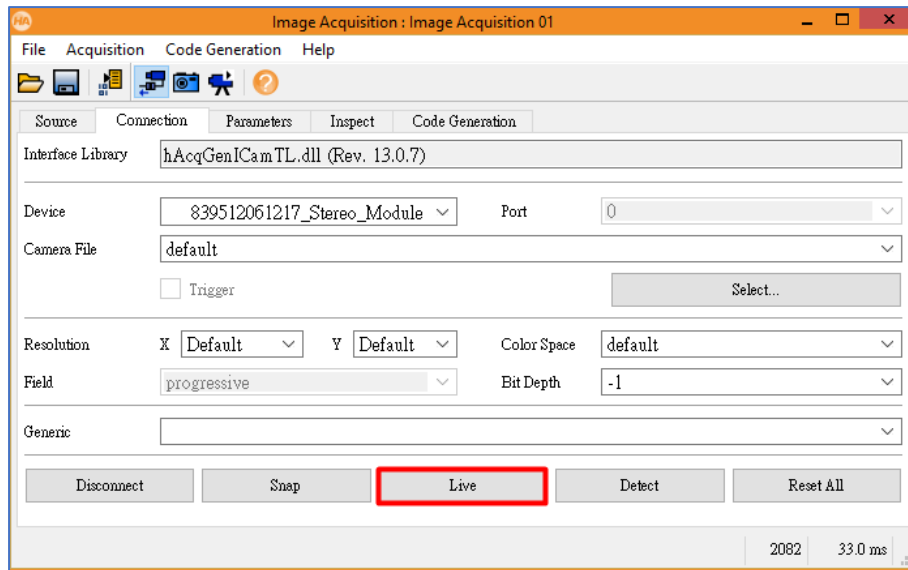 HA Image Acquisition : Image Acquisition 01
File Acquisition Code Generation Help
Source Connection Parameters Inspect Code Generation
Interface Library hAcqGenICamTL.dll (Rev. 13.0.7)
Device 839512061217_Stereo_Module Port 0
Camera File default
Trigger Select...
Resolution X Default Y Default Color Space default
Field progressive Bit Depth -1
Generic
Disconnect Snap Live Detect Reset All
2082 33.0 ms